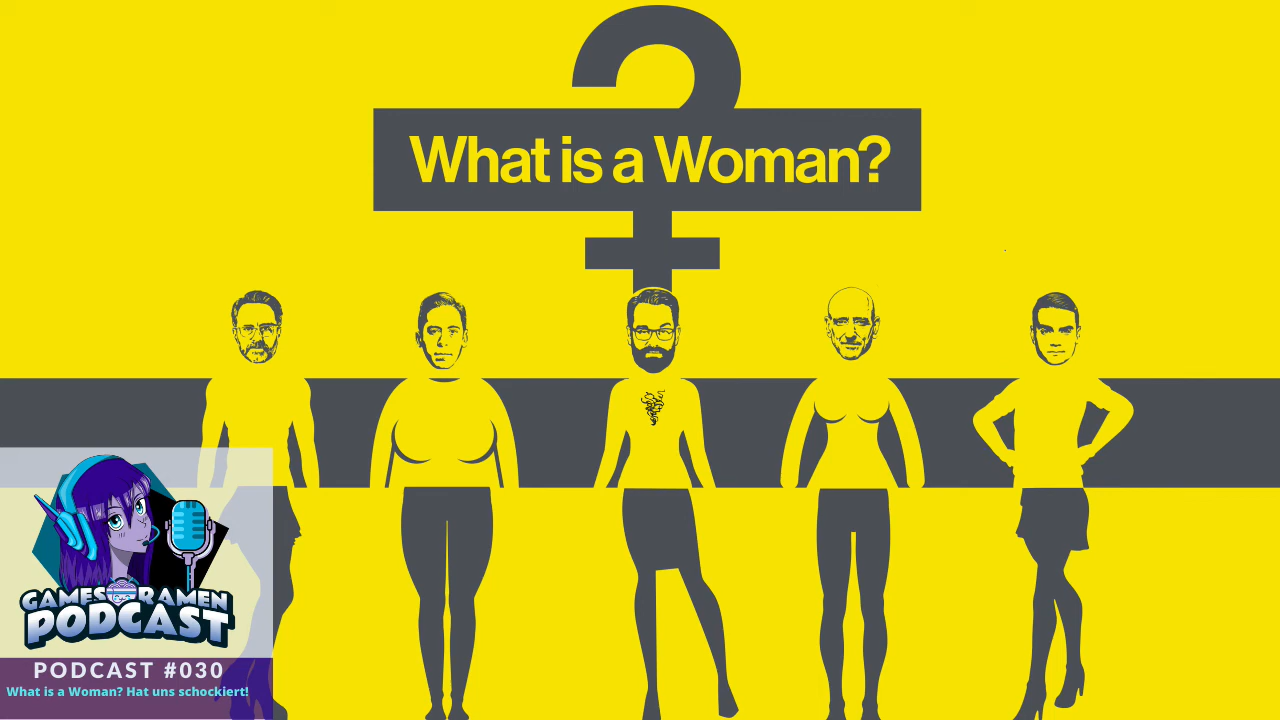 What is a Woman?
GAMES RAMEN
PODCAST
PODCAST #030
What is a Woman? Hat uns schockiert!